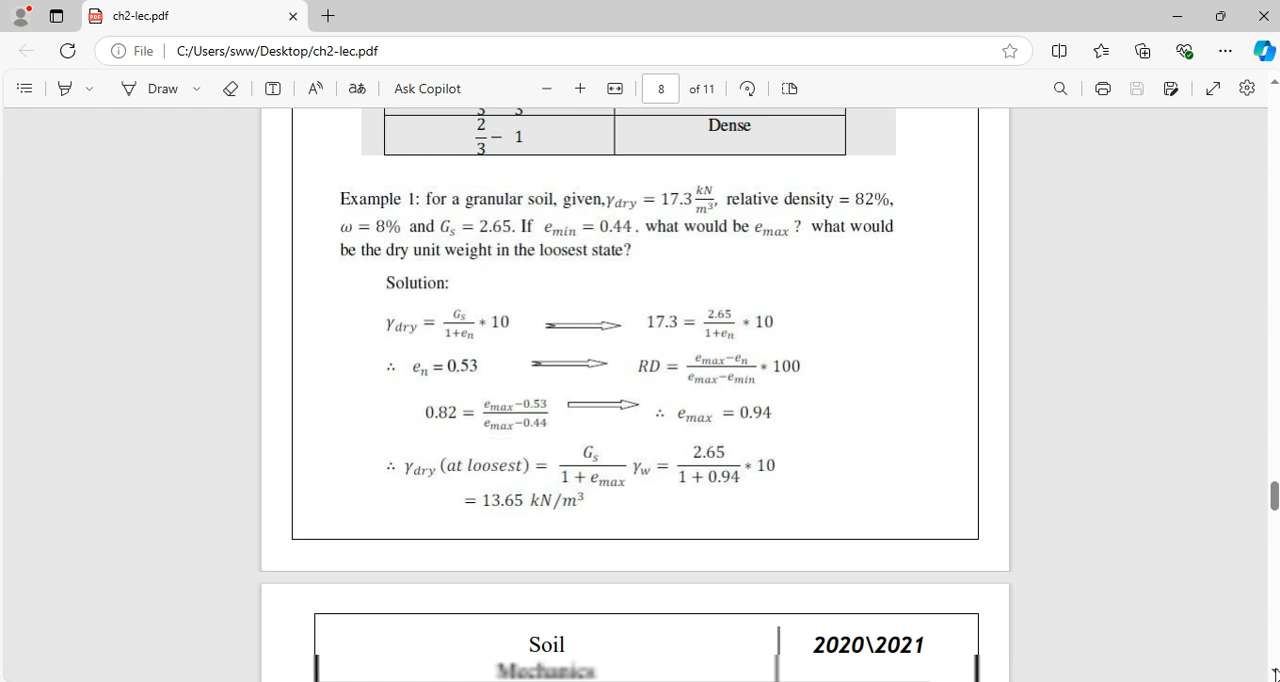 ch2-lec.pdf
File | C:/Users/sww/Desktop/ch2-lec.pdf
Draw aあ Ask Copilot 8 of 11
3 3
2/3 − 1 Dense
Example 1: for a granular soil, given,γdry = 17.3 kN/m³, relative density = 82%,
ω = 8% and Gs = 2.65. If emin = 0.44. what would be emax ? what would
be the dry unit weight in the loosest state?
Solution:
γdry = Gs/(1+en) * 10 17.3 = 2.65/(1+en) * 10
∴ en = 0.53 RD = (emax−en)/(emax−emin) * 100
0.82 = (emax−0.53)/(emax−0.44) ∴ emax = 0.94
∴ γdry (at loosest) = Gs/(1 + emax) γw = 2.65/(1 + 0.94) * 10
= 13.65 kN/m³
Soil 2020\2021
Mechanics